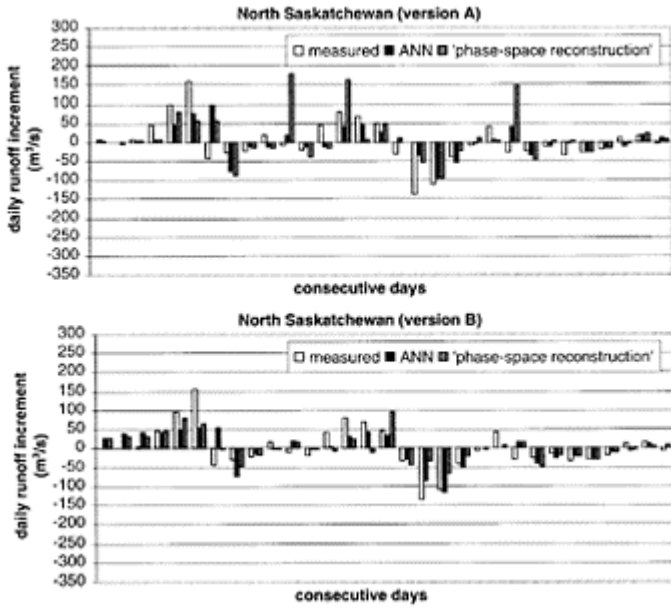 North Saskatchewan (version A)
300
250
200
150
100
50
0
-50
-100
-150
-200
-250
-300
-350
daily runoff increment
(m³/s)
measured ANN 'phase-space reconstruction'
consecutive days
North Saskatchewan (version B)
300
250
200
150
100
50
0
-50
-100
-150
-200
-250
-300
-350
daily runoff increment
(m³/s)
measured ANN 'phase-space reconstruction'
consecutive days